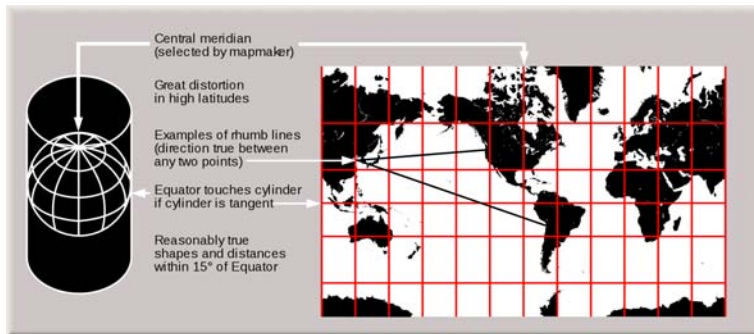 Central meridian
(selected by mapmaker)
Great distortion
in high latitudes
Examples of rhumb lines
(direction true between
any two points)
Equator touches cylinder
if cylinder is tangent
Reasonably true
shapes and distances
within 15° of Equator